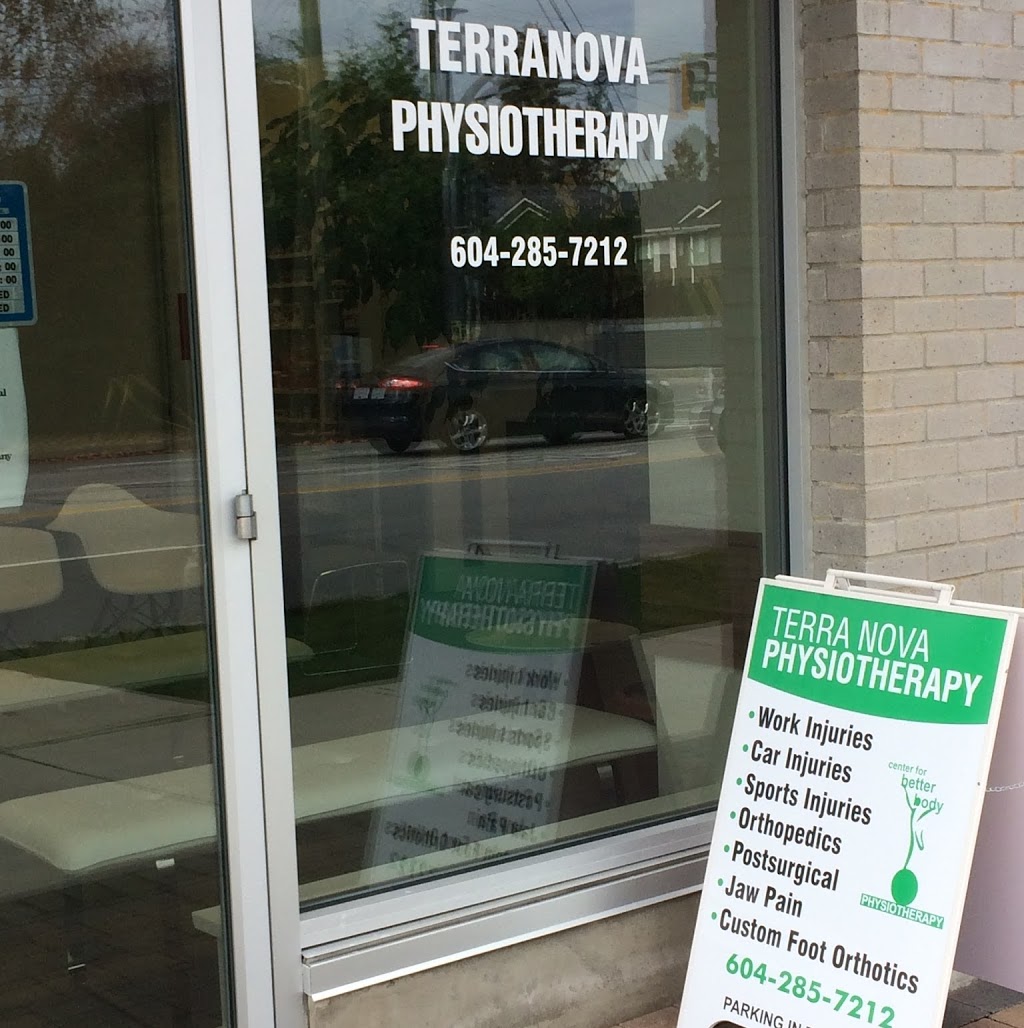 TERRANOVA
PHYSIOTHERAPY
604-285-7212
TERRA NOVA
PHYSIOTHERAPY
• Work Injuries
• Car Injuries
• Sports Injuries
• Orthopedics
• Postsurgical
• Jaw Pain
• Custom Foot Orthotics
center for
better
body
PHYSIOTHERAPY
604-285-7212
PARKING IN